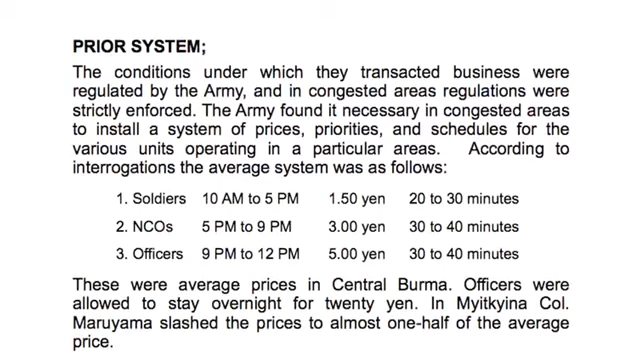 PRIOR SYSTEM;
The conditions under which they transacted business were
regulated by the Army, and in congested areas regulations were
strictly enforced. The Army found it necessary in congested areas
to install a system of prices, priorities, and schedules for the
various units operating in a particular areas. According to
interrogations the average system was as follows:
1. Soldiers 10 AM to 5 PM 1.50 yen 20 to 30 minutes
2. NCOs 5 PM to 9 PM 3.00 yen 30 to 40 minutes
3. Officers 9 PM to 12 PM 5.00 yen 30 to 40 minutes
These were average prices in Central Burma. Officers were
allowed to stay overnight for twenty yen. In Myitkyina Col.
Maruyama slashed the prices to almost one-half of the average
price.